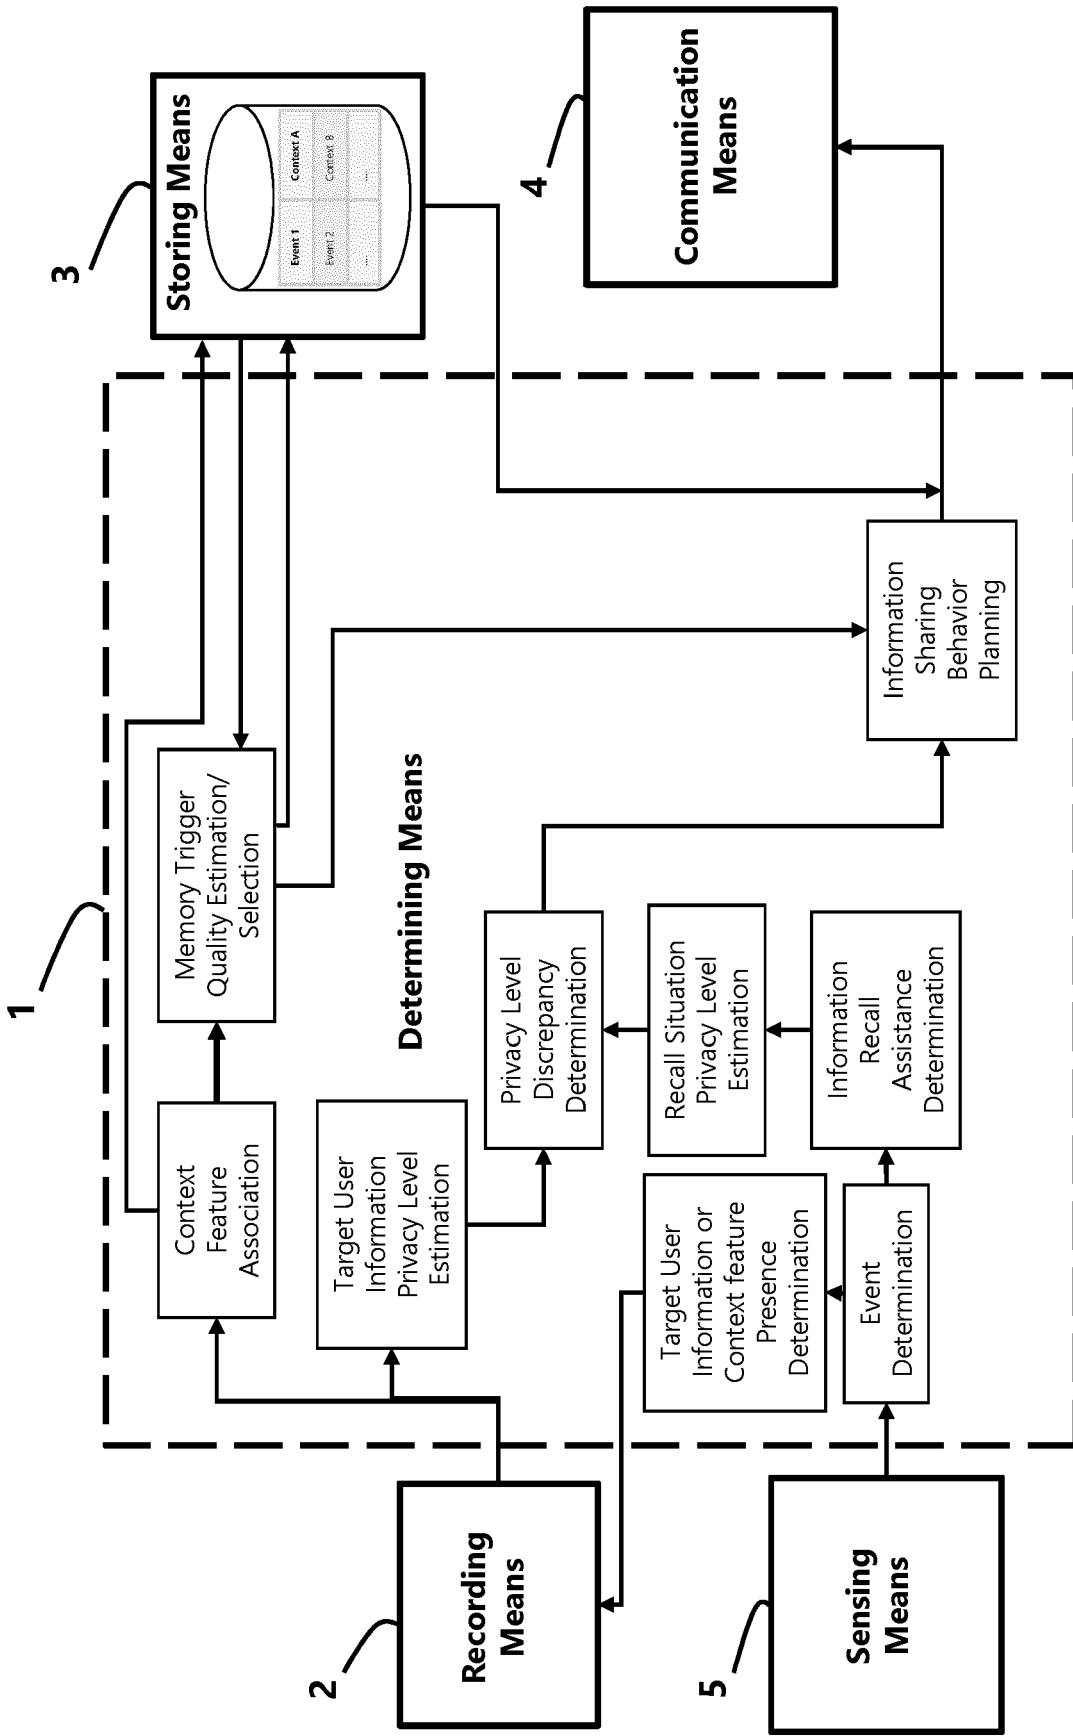 1
2
Recording
Means
5
Sensing
Means
Context
Feature
Association
Target User
Information
Privacy Level
Estimation
Target User
Information or
Context feature
Presence
Determination
Event
Determination
Memory Trigger
Quality Estimation/
Selection
Determining Means
Privacy Level
Discrepancy
Determination
Recall Situation
Privacy Level
Estimation
Information
Recall
Assistance
Determination
Information
Sharing
Behavior
Planning
3
Storing Means
Event 1 Context A
Event 2 Context B
... ...
4
Communication
Means